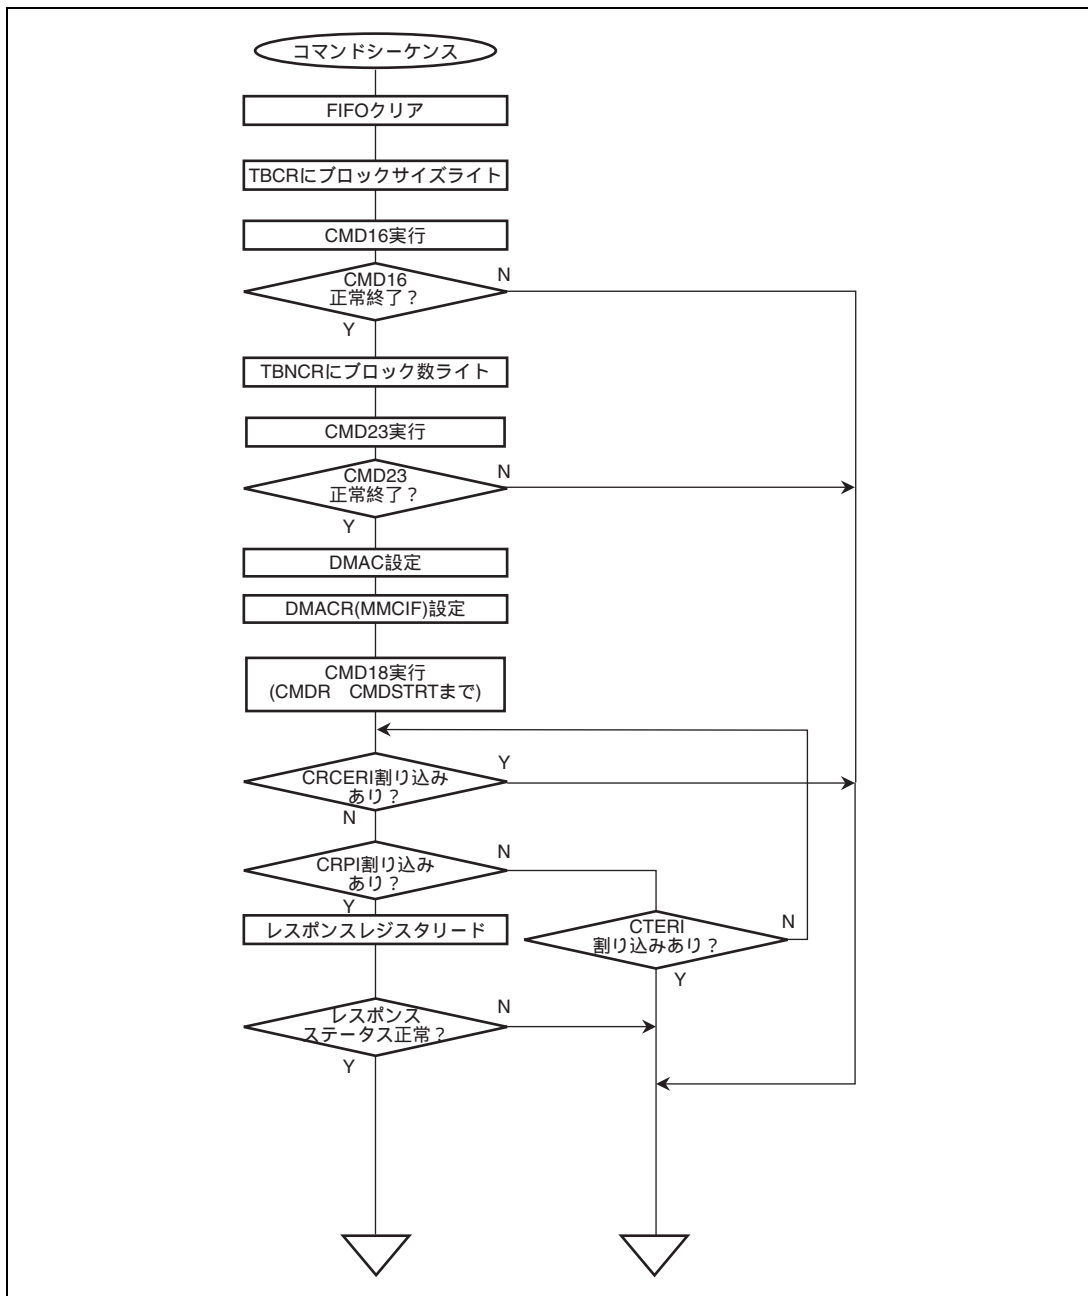 コマンドシーケンス
FIFOクリア
TBCRにブロックサイズライト
CMD16実行
CMD16
正常終了？
N
Y
TBNCRにブロック数ライト
CMD23実行
CMD23
正常終了？
N
Y
DMAC設定
DMACR(MMCIF)設定
CMD18実行
(CMDR　CMDSTRTまで)
CRCERI割り込み
あり？
Y
N
CRPI割り込み
あり？
N
Y
レスポンスレジスタリード
CTERI
割り込みあり？
N
Y
レスポンス
ステータス正常？
N
Y